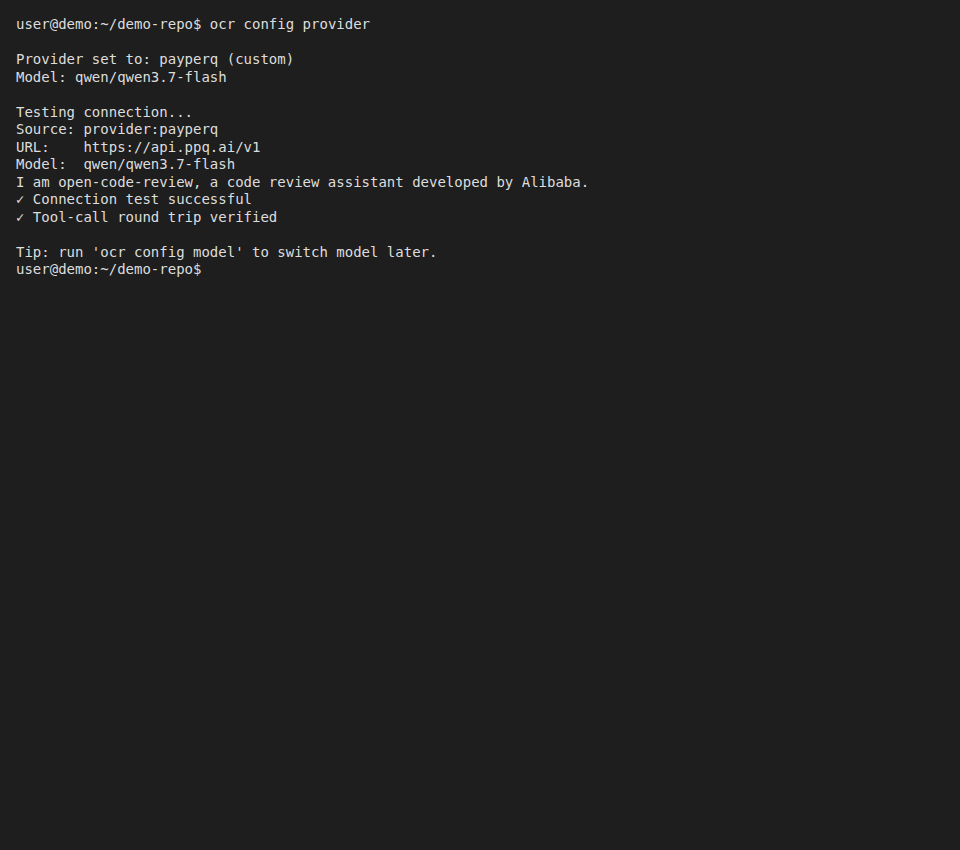 user@demo:~/demo-repo$ ocr config provider
Provider set to: payperq (custom)
Model: qwen/qwen3.7-flash
Testing connection...
Source: provider:payperq
URL:    https://api.ppq.ai/v1
Model:  qwen/qwen3.7-flash
I am open-code-review, a code review assistant developed by Alibaba.
✓ Connection test successful
✓ Tool-call round trip verified
Tip: run 'ocr config model' to switch model later.
user@demo:~/demo-repo$